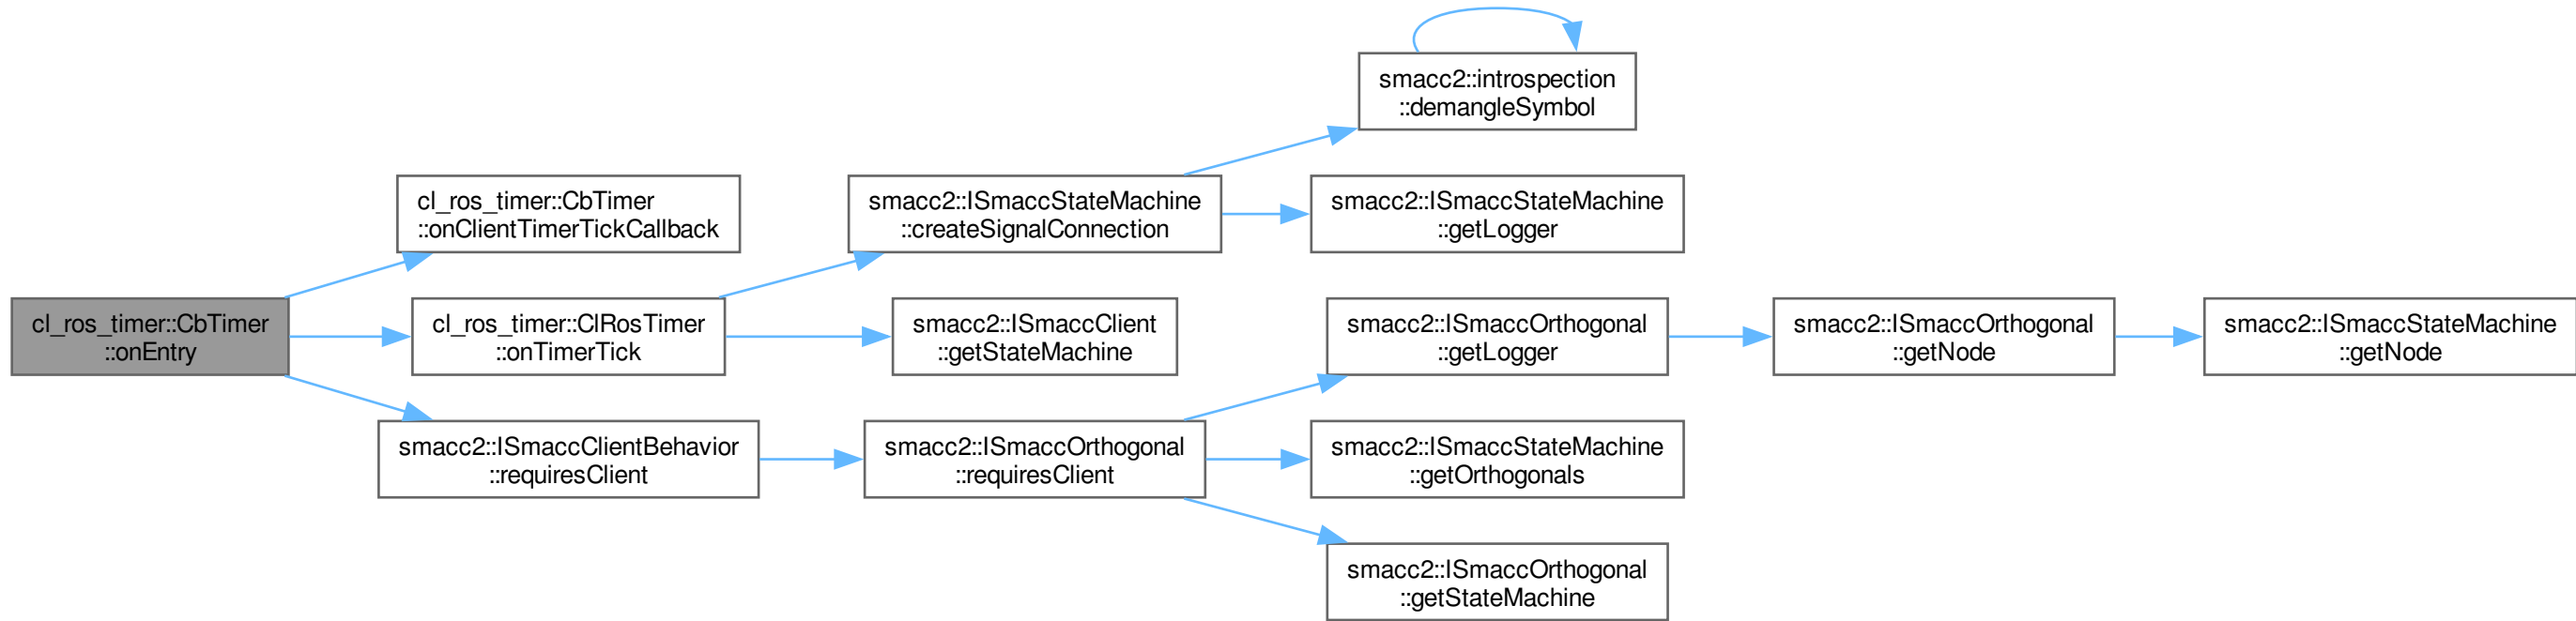 smacc2::introspection
::demangleSymbol
cl_ros_timer::CbTimer
::onClientTimerTickCallback
smacc2::ISmaccStateMachine
::createSignalConnection
smacc2::ISmaccStateMachine
::getLogger
cl_ros_timer::CbTimer
::onEntry
cl_ros_timer::ClRosTimer
::onTimerTick
smacc2::ISmaccClient
::getStateMachine
smacc2::ISmaccOrthogonal
::getLogger
smacc2::ISmaccOrthogonal
::getNode
smacc2::ISmaccStateMachine
::getNode
smacc2::ISmaccClientBehavior
::requiresClient
smacc2::ISmaccOrthogonal
::requiresClient
smacc2::ISmaccStateMachine
::getOrthogonals
smacc2::ISmaccOrthogonal
::getStateMachine